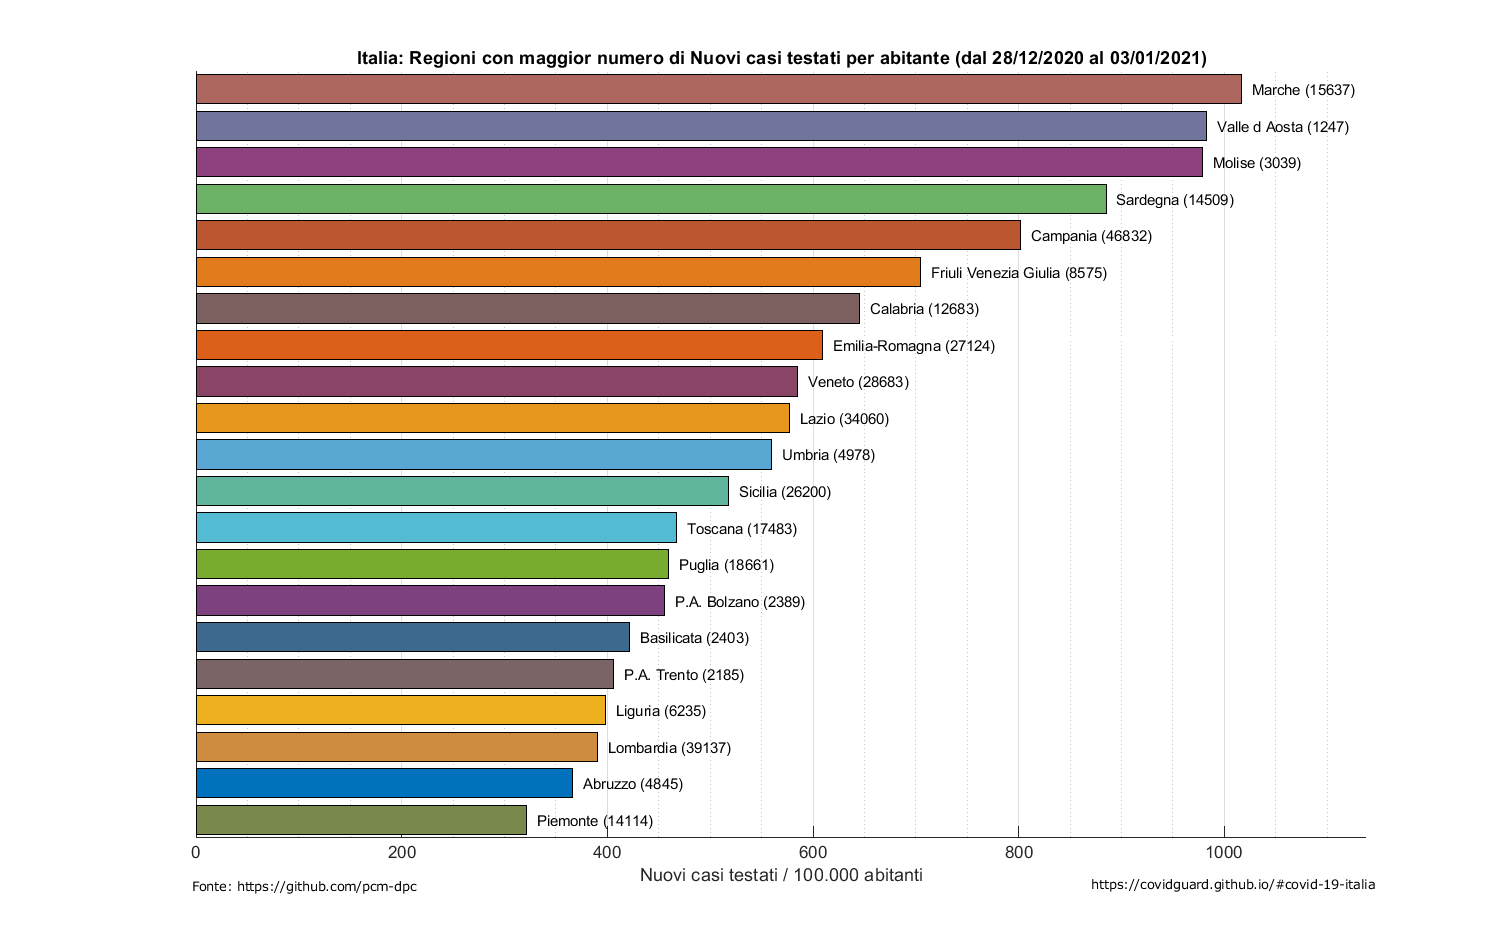 Italia: Regioni con maggior numero di Nuovi casi testati per abitante (dal 28/12/2020 al 03/01/2021)
Marche (15637)
Valle d Aosta (1247)
Molise (3039)
Sardegna (14509)
Campania (46832)
Friuli Venezia Giulia (8575)
Calabria (12683)
Emilia-Romagna (27124)
Veneto (28683)
Lazio (34060)
Umbria (4978)
Sicilia (26200)
Toscana (17483)
Puglia (18661)
P.A. Bolzano (2389)
Basilicata (2403)
P.A. Trento (2185)
Liguria (6235)
Lombardia (39137)
Abruzzo (4845)
Piemonte (14114)
0 200 400 600 800 1000
Nuovi casi testati / 100.000 abitanti
Fonte: https://github.com/pcm-dpc
https://covidguard.github.io/#covid-19-italia